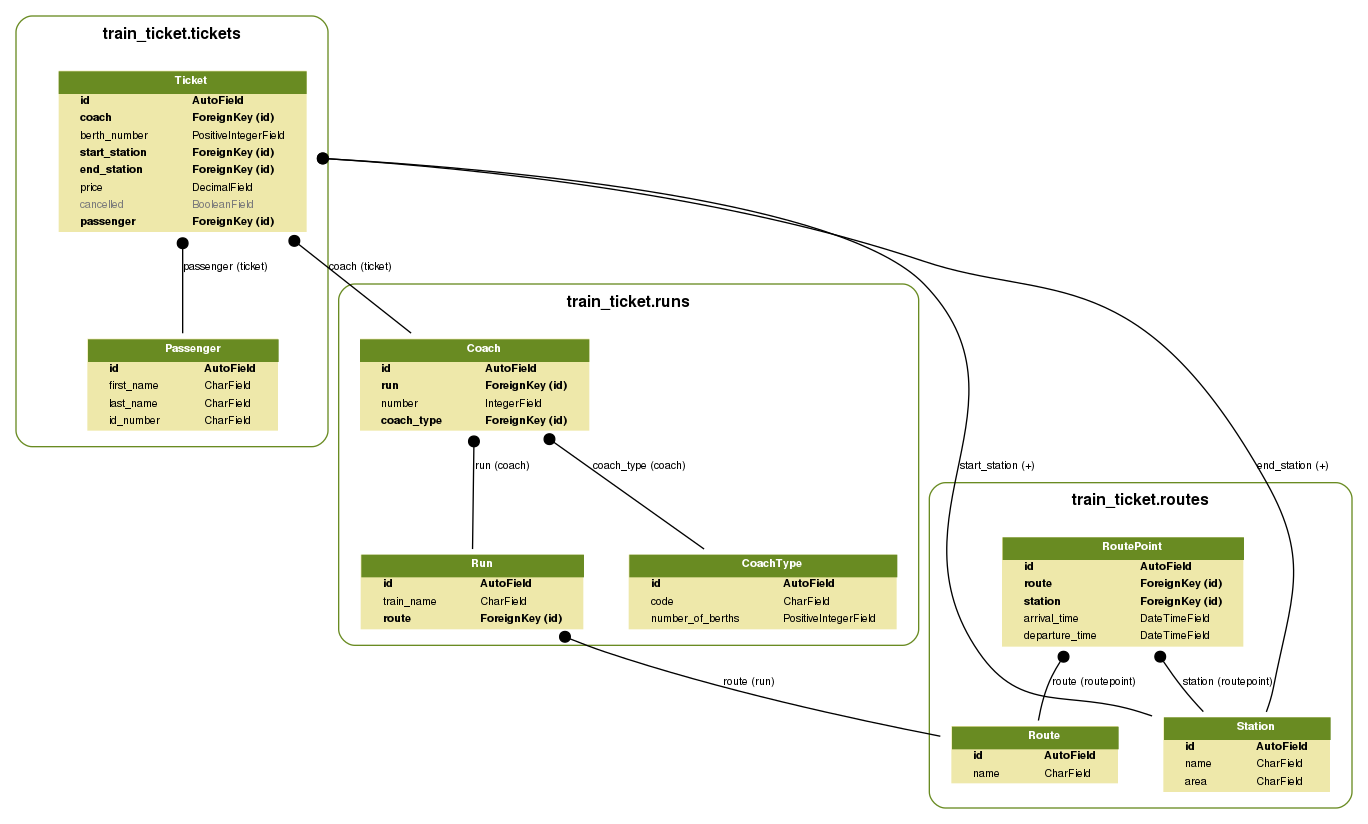 train_ticket.tickets
Ticket
id AutoField
coach ForeignKey (id)
berth_number PositiveIntegerField
start_station ForeignKey (id)
end_station ForeignKey (id)
price DecimalField
cancelled BooleanField
passenger ForeignKey (id)
passenger (ticket)
coach (ticket)
Passenger
id AutoField
first_name CharField
last_name CharField
id_number CharField
train_ticket.runs
Coach
id AutoField
run ForeignKey (id)
number IntegerField
coach_type ForeignKey (id)
run (coach)
coach_type (coach)
Run
id AutoField
train_name CharField
route ForeignKey (id)
CoachType
id AutoField
code CharField
number_of_berths PositiveIntegerField
route (run)
start_station (+)
end_station (+)
train_ticket.routes
RoutePoint
id AutoField
route ForeignKey (id)
station ForeignKey (id)
arrival_time DateTimeField
departure_time DateTimeField
route (routepoint)
station (routepoint)
Route
id AutoField
name CharField
Station
id AutoField
name CharField
area CharField